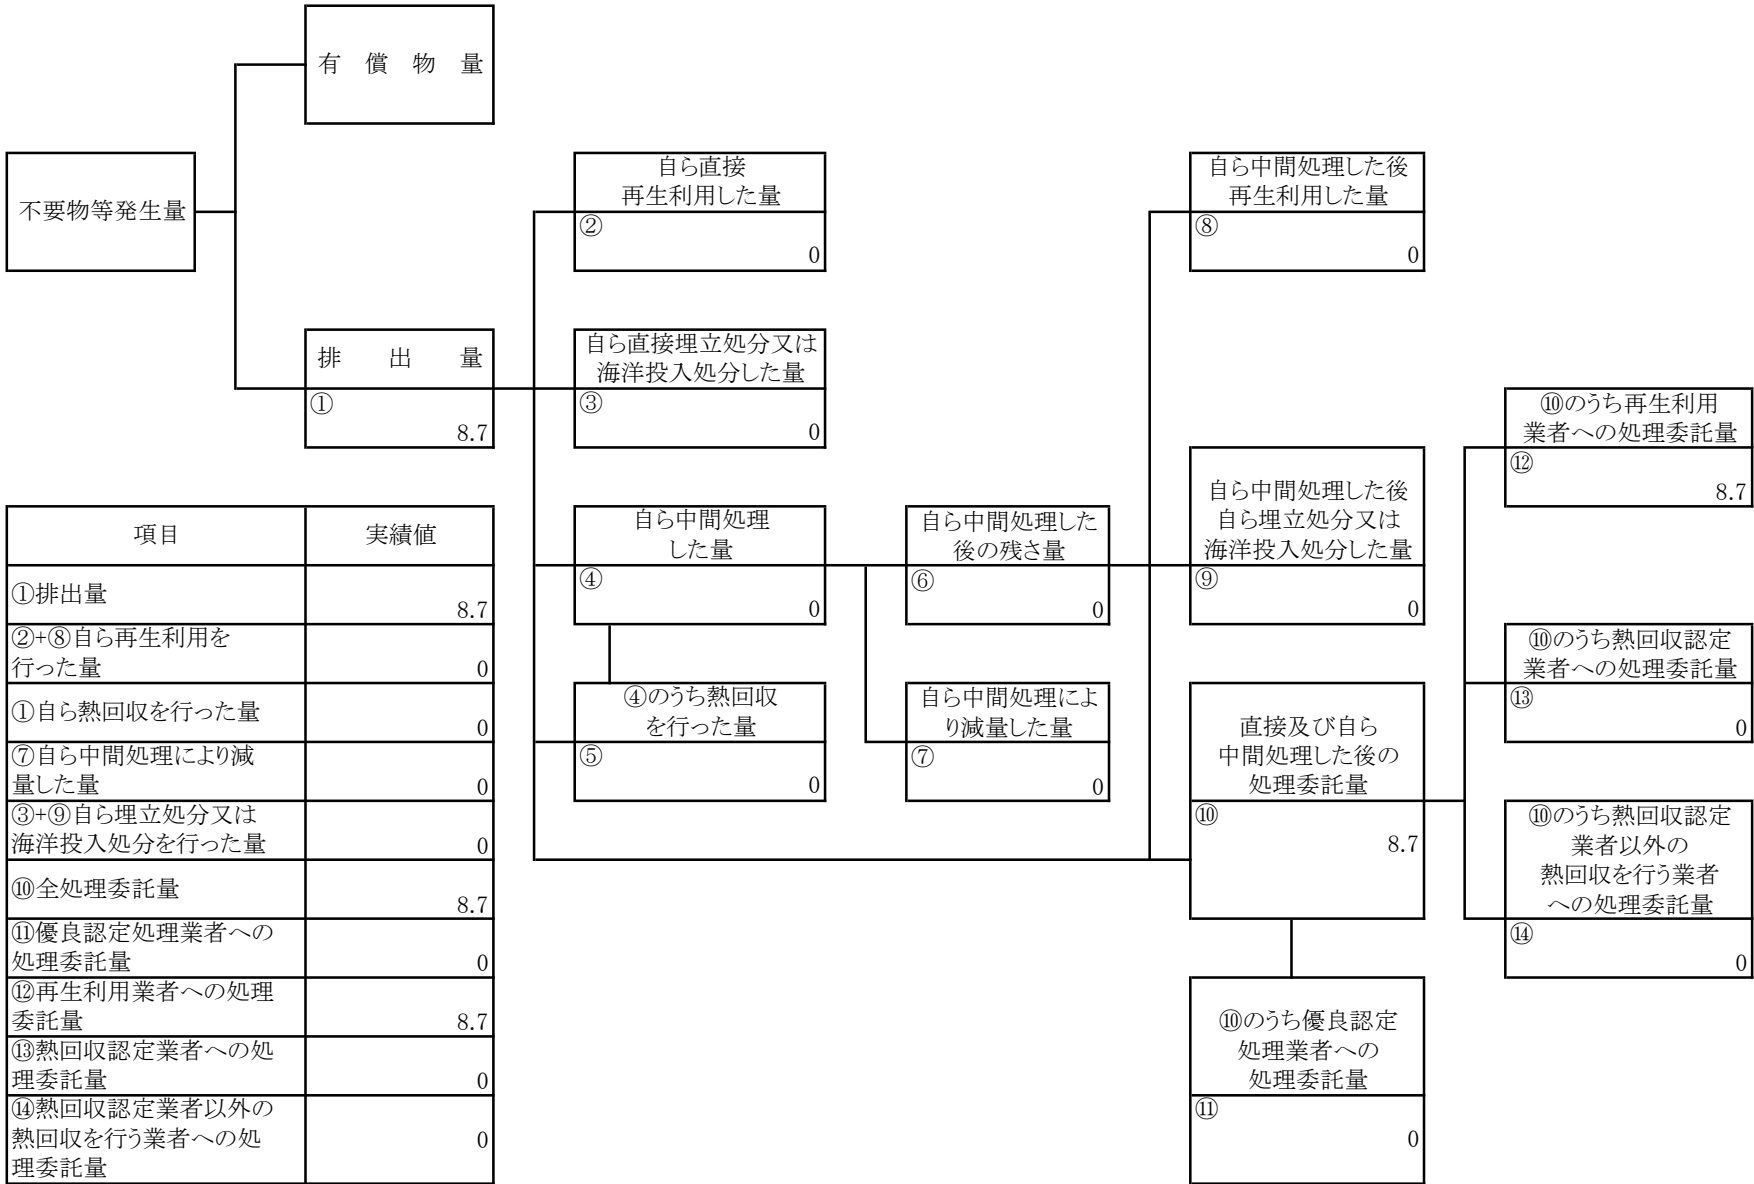 有　償　物　量
不要物等発生量
自ら直接
再生利用した量
②
0
自ら中間処理した後
再生利用した量
⑧
0
排　出　量
①
8.7
自ら直接埋立処分又は
海洋投入処分した量
③
0
⑩のうち再生利用
業者への処理委託量
⑫
8.7
自ら中間処理
した量
④
0
自ら中間処理した
後の残さ量
⑥
0
自ら中間処理した後
自ら埋立処分又は
海洋投入処分した量
⑨
0
⑩のうち熱回収認定
業者への処理委託量
⑬
0
④のうち熱回収
を行った量
⑤
0
自ら中間処理によ
り減量した量
⑦
0
直接及び自ら
中間処理した後の
処理委託量
⑩
8.7
⑩のうち熱回収認定
業者以外の
熱回収を行う業者
への処理委託量
⑭
0
⑩のうち優良認定
処理業者への
処理委託量
⑪
0
項目　実績値
①排出量
8.7
②+⑧自ら再生利用を
行った量
0
①自ら熱回収を行った量
0
⑦自ら中間処理により減
量した量
0
③+⑨自ら埋立処分又は
海洋投入処分を行った量
0
⑩全処理委託量
8.7
⑪優良認定処理業者への
処理委託量
0
⑫再生利用業者への処理
委託量
8.7
⑬熱回収認定業者への処
理委託量
0
⑭熱回収認定業者以外の
熱回収を行う業者への処
理委託量
0